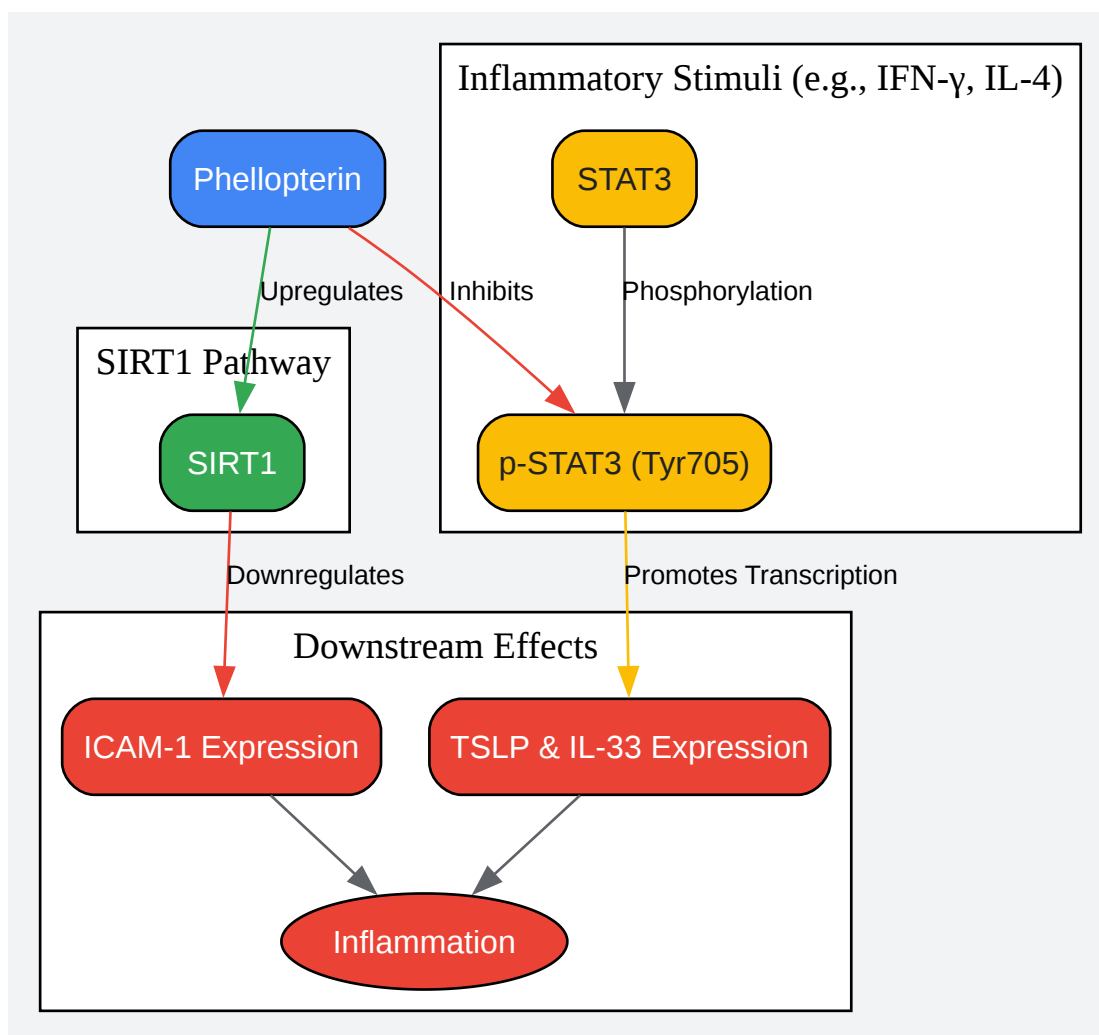 Inflammatory Stimuli (e.g., IFN-γ, IL-4)
Phellopterin
STAT3
Upregulates
Inhibits
Phosphorylation
SIRT1 Pathway
SIRT1
p-STAT3 (Tyr705)
Downregulates
Promotes Transcription
Downstream Effects
ICAM-1 Expression
TSLP & IL-33 Expression
Inflammation